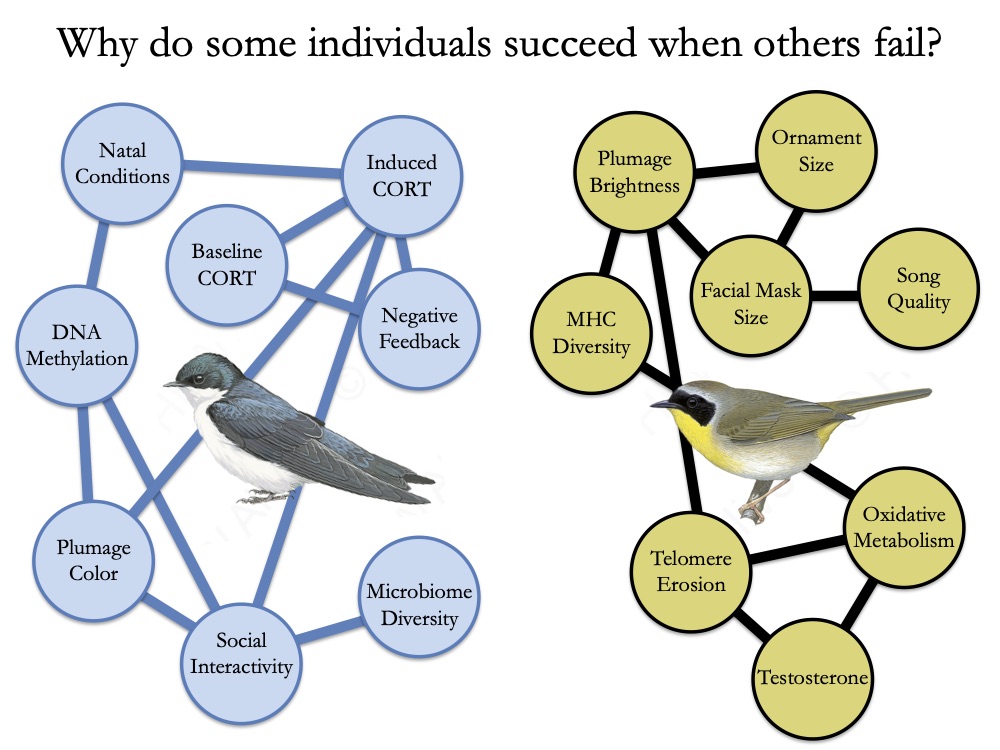 Why do some individuals succeed when others fail?
Natal
Conditions
Induced
CORT
Baseline
CORT
Negative
Feedback
DNA
Methylation
Plumage
Color
Social
Interactivity
Microbiome
Diversity
Plumage
Brightness
Ornament
Size
Facial Mask
Size
Song
Quality
MHC
Diversity
Oxidative
Metabolism
Telomere
Erosion
Testosterone